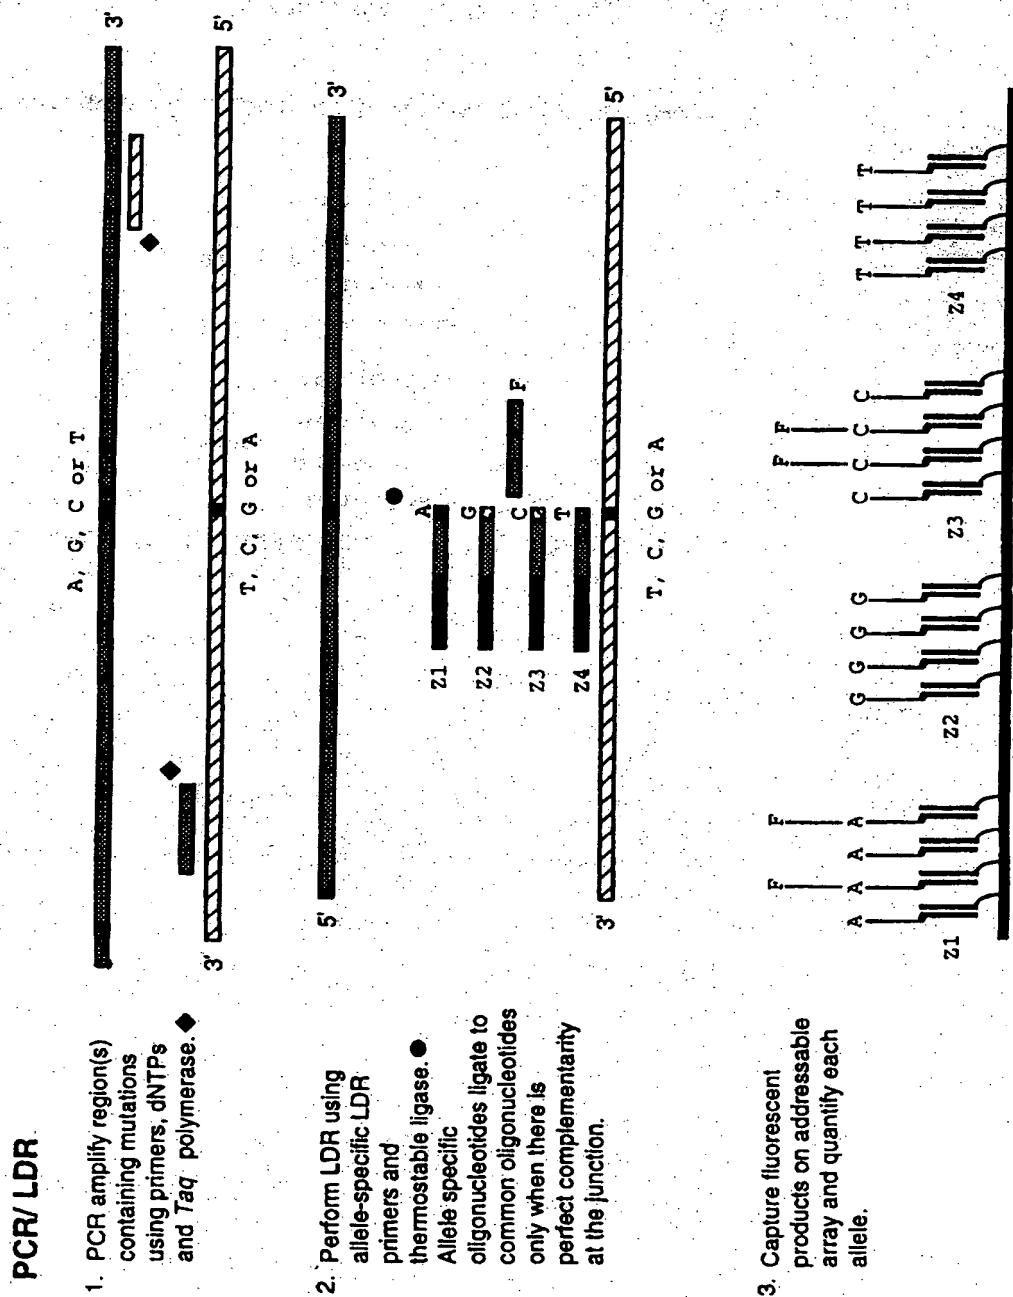 PCR/ LDR
1. PCR amplify region(s)
containing mutations
using primers, dNTPs
and Taq polymerase. ◆
A, G, C or T
3'
3'
5'
T, C, G or A
2. Perform LDR using
allele-specific LDR
primers and
thermostable ligase. ●
Allele specific
oligonucleotides ligate to
common oligonucleotides
only when there is
perfect complementarity
at the junction.
5'
3'
Z1 A
Z2 G
F
Z3 C
Z4 T
3'
5'
T, C, G or A
3. Capture fluorescent
products on addressable
array and quantify each
allele.
F F F F
A A A A G G G G C C C C T T T T
Z1 Z2 Z3 Z4